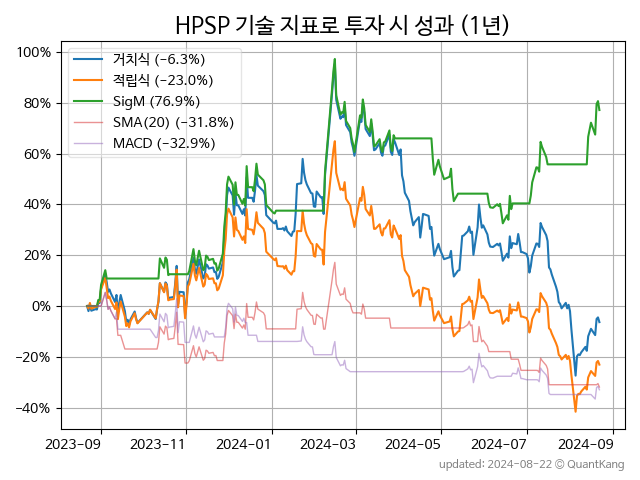 HPSP 기술 지표로 투자 시 성과 (1년)
100%
80%
60%
40%
20%
0%
−20%
−40%
거치식 (−6.3%)
적립식 (−23.0%)
SigM (76.9%)
SMA(20) (−31.8%)
MACD (−32.9%)
2023-09 2023-11 2024-01 2024-03 2024-05 2024-07 2024-09
updated: 2024-08-22 © QuantKang